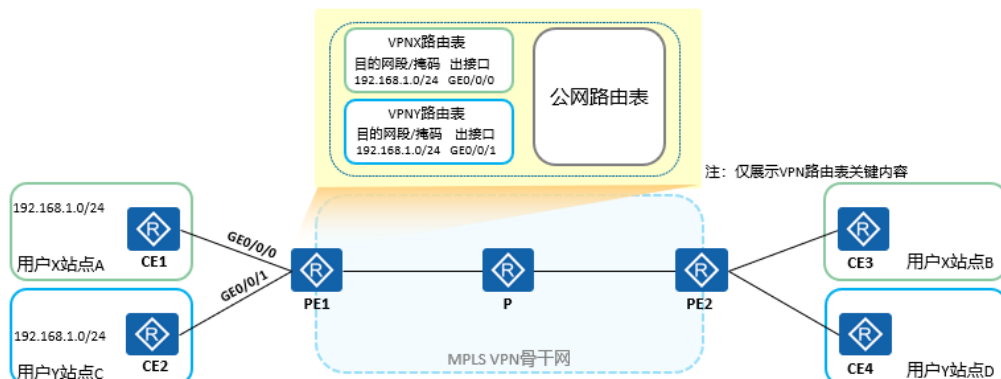 VPNX路由表
目的网段/掩码 出接口
192.168.1.0/24 GE0/0/0
VPNY路由表
目的网段/掩码 出接口
192.168.1.0/24 GE0/0/1
公网路由表
注：仅展示VPN路由表关键内容
192.168.1.0/24
R
CE1
用户X站点A
GE0/0/0
GE0/0/1
192.168.1.0/24
R
CE2
用户Y站点C
R
PE1
R
P
R
PE2
MPLS VPN骨干网
R
CE3
用户X站点B
R
CE4
用户Y站点D